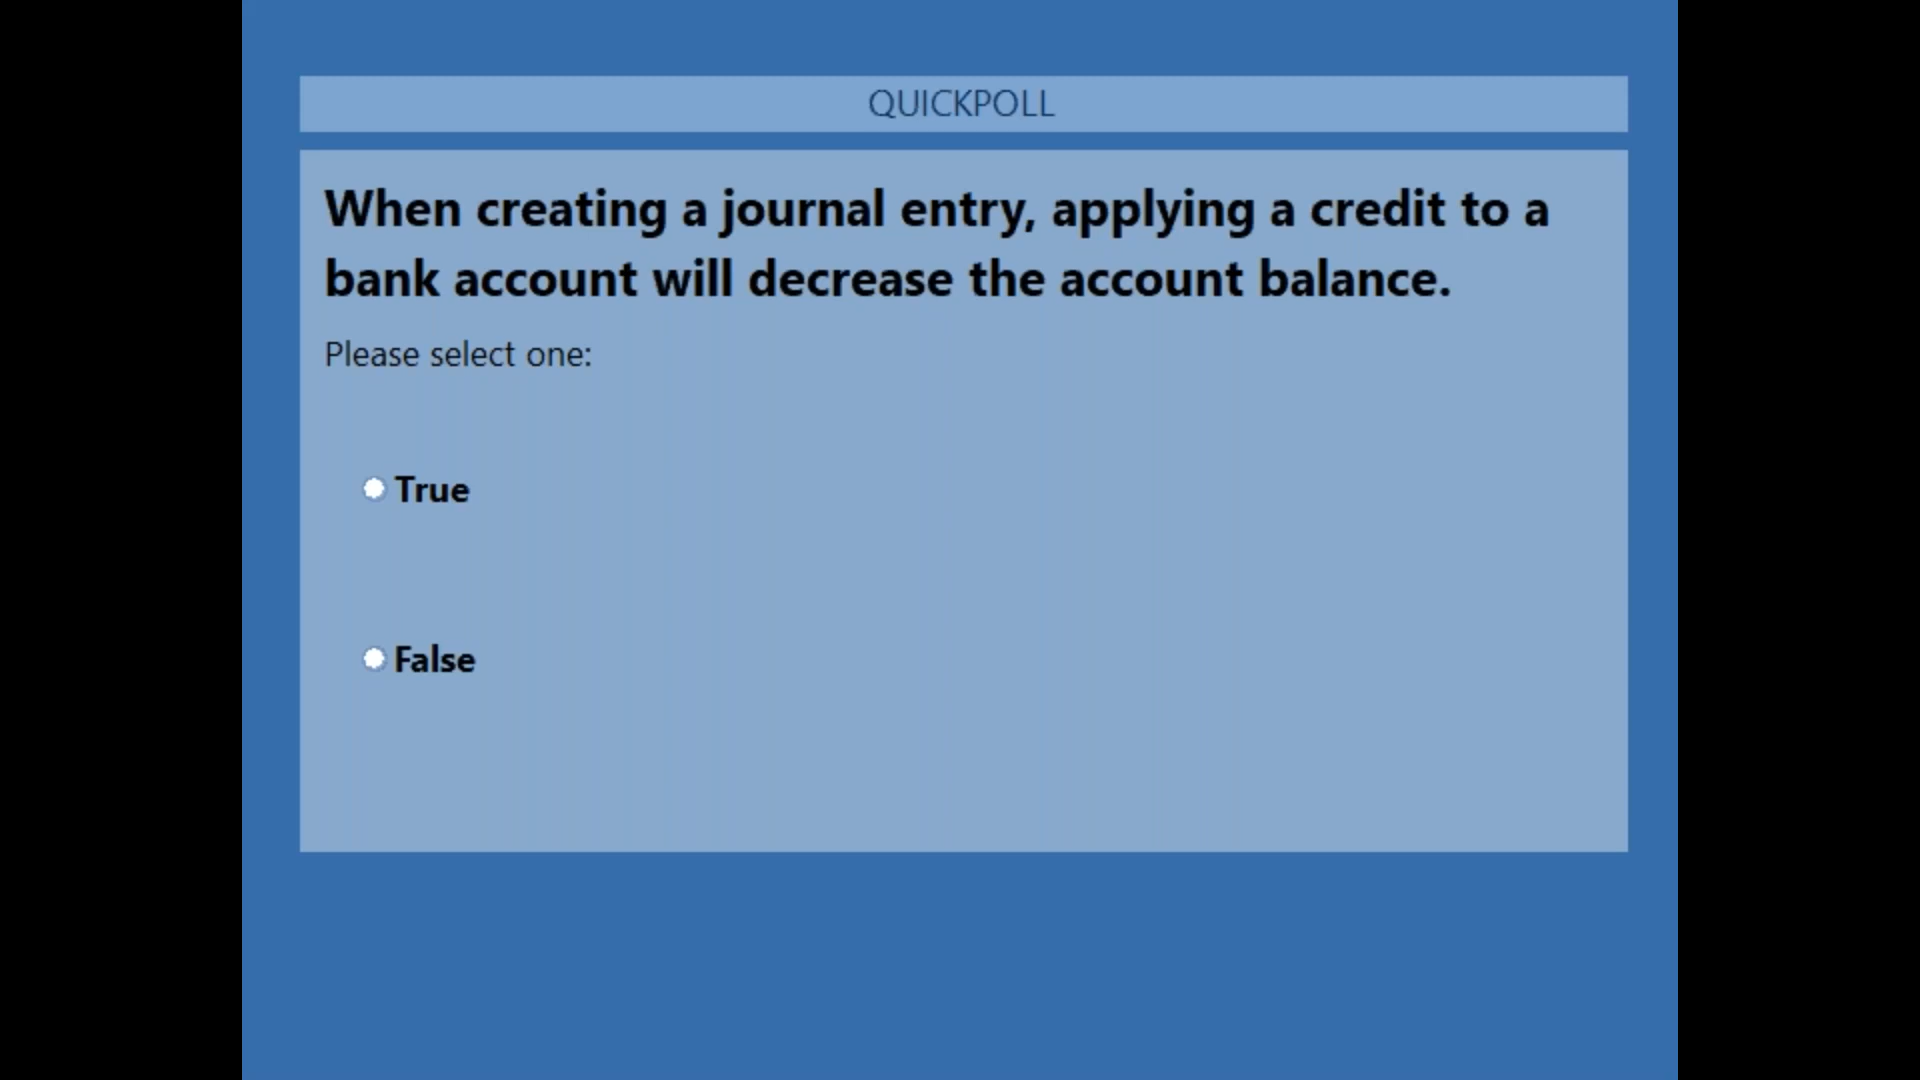 QUICKPOLL
When creating a journal entry, applying a credit to a
bank account will decrease the account balance.
Please select one:
True
False